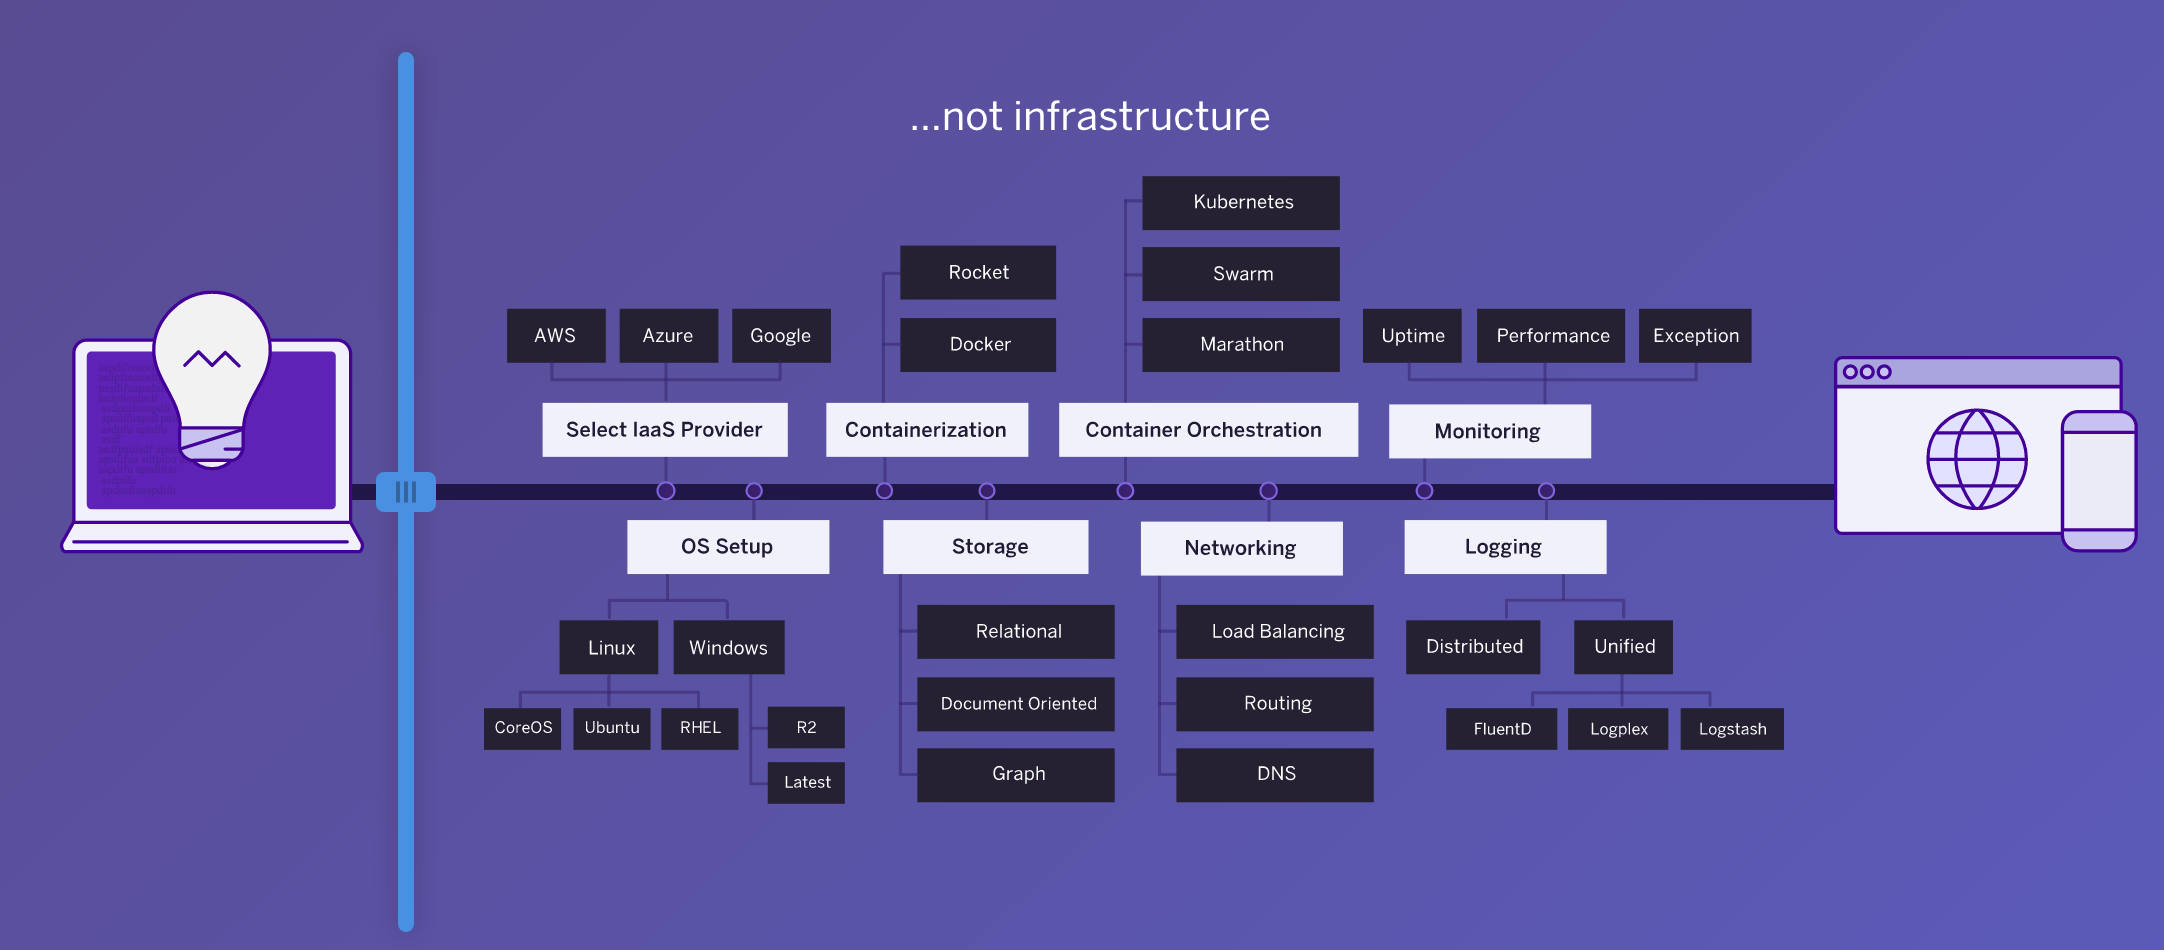 ...not infrastructure
Kubernetes
Rocket
Swarm
AWS
Azure
Google
Docker
Marathon
Uptime
Performance
Exception
Select IaaS Provider
Containerization
Container Orchestration
Monitoring
OS Setup
Storage
Networking
Logging
Relational
Load Balancing
Linux
Windows
Distributed
Unified
Document Oriented
Routing
CoreOS
Ubuntu
RHEL
R2
FluentD
Logplex
Logstash
Graph
DNS
Latest